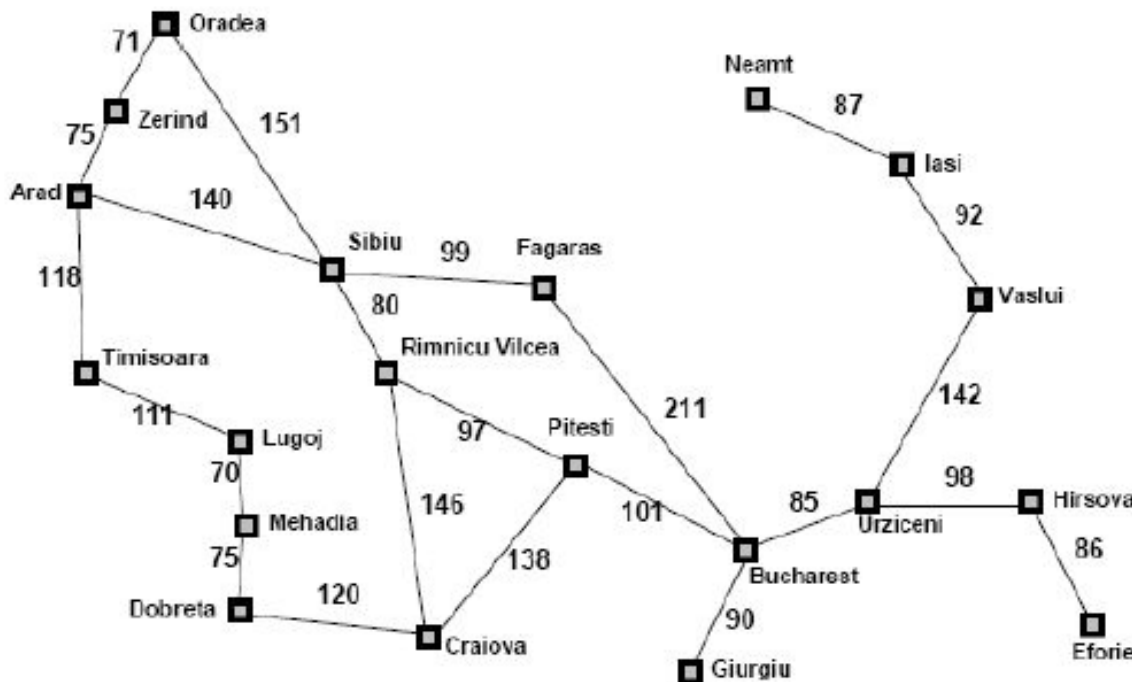 Oradea
71
Neamt
87
Zerind
75
151
Iasi
Arad
140
92
Sibiu
99
Fagaras
118
80
Vaslui
Timisoara
Rimnicu Vilcea
211
142
111
Lugoj
97
Pitesti
70
98
146
101
85
Hirsova
Mehadia
Urziceni
75
138
86
Bucharest
120
Dobreta
90
Craiova
Eforie
Giurgiu